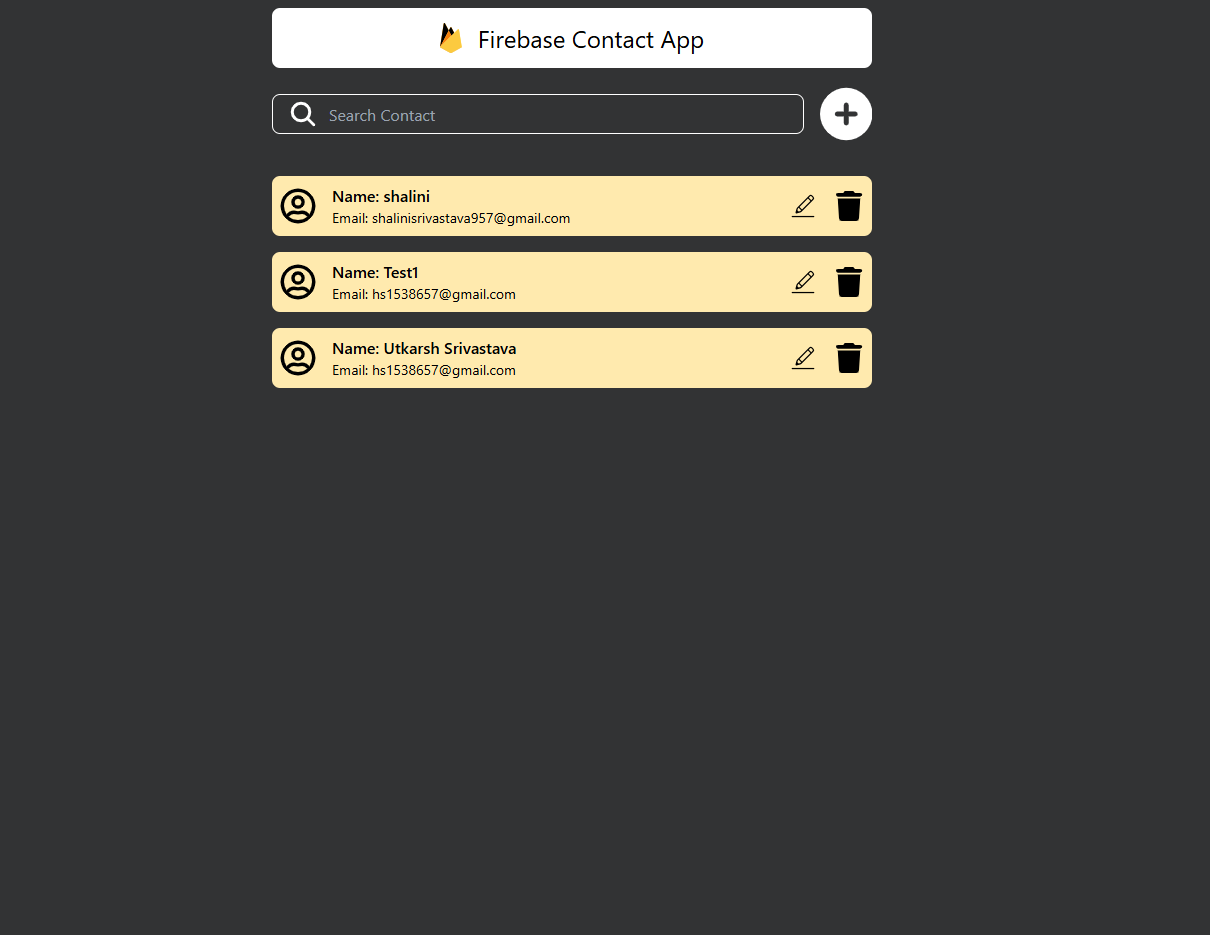 Firebase Contact App
Search Contact
Name: shalini
Email: shalinisrivastava957@gmail.com
Name: Test1
Email: hs1538657@gmail.com
Name: Utkarsh Srivastava
Email: hs1538657@gmail.com